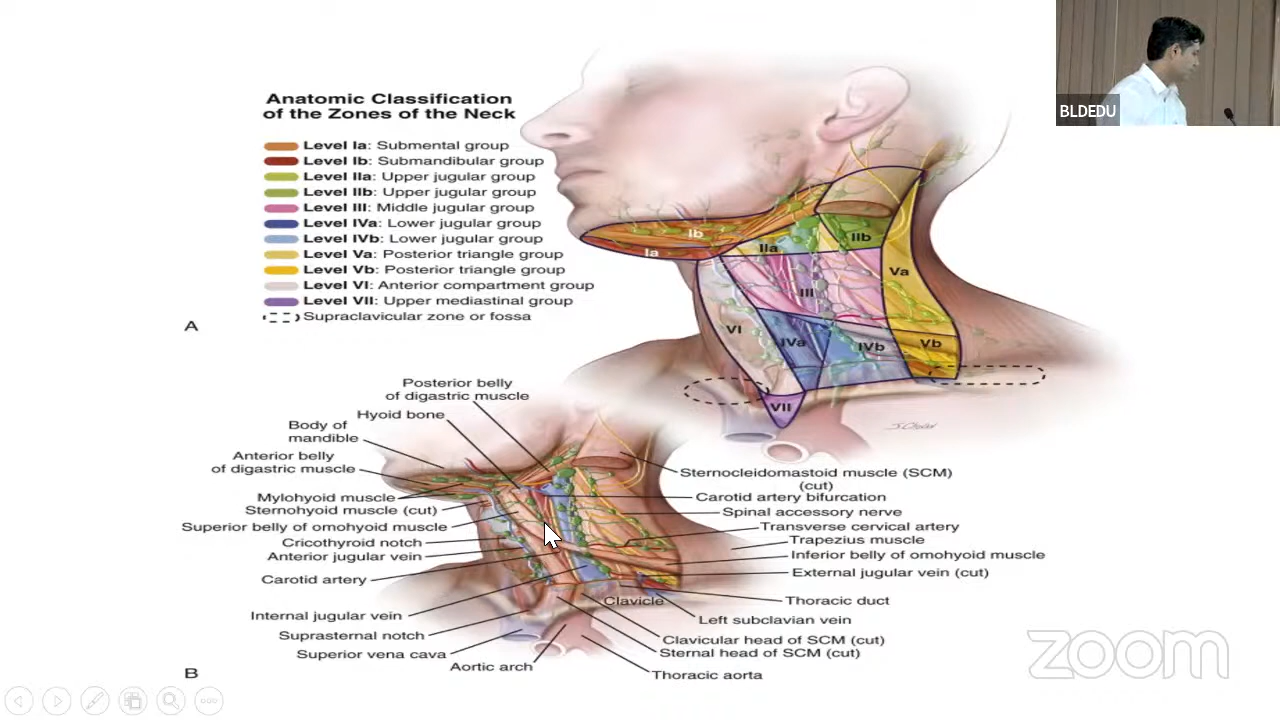 BLDEDU
Anatomic Classification
of the Zones of the Neck
Level Ia: Submental group
Level Ib: Submandibular group
Level IIa: Upper jugular group
Level IIb: Upper jugular group
Level III: Middle jugular group
Level IVa: Lower jugular group
Level IVb: Lower jugular group
Level Va: Posterior triangle group
Level Vb: Posterior triangle group
Level VI: Anterior compartment group
Level VII: Upper mediastinal group
Supraclavicular zone or fossa
Ib
Ia
IIa
IIb
III
Va
VI
IVa
IVb
Vb
VII
A
Posterior belly
of digastric muscle
Hyoid bone
Body of
mandible
Anterior belly
of digastric muscle
Mylohyoid muscle
Sternohyoid muscle (cut)
Superior belly of omohyoid muscle
Cricothyroid notch
Anterior jugular vein
Carotid artery
Internal jugular vein
Suprasternal notch
Superior vena cava
Aortic arch
Sternocleidomastoid muscle (SCM)
(cut)
Carotid artery bifurcation
Spinal accessory nerve
Transverse cervical artery
Trapezius muscle
Inferior belly of omohyoid muscle
External jugular vein (cut)
Thoracic duct
Clavicle
Left subclavian vein
Clavicular head of SCM (cut)
Sternal head of SCM (cut)
Thoracic aorta
B
zoom